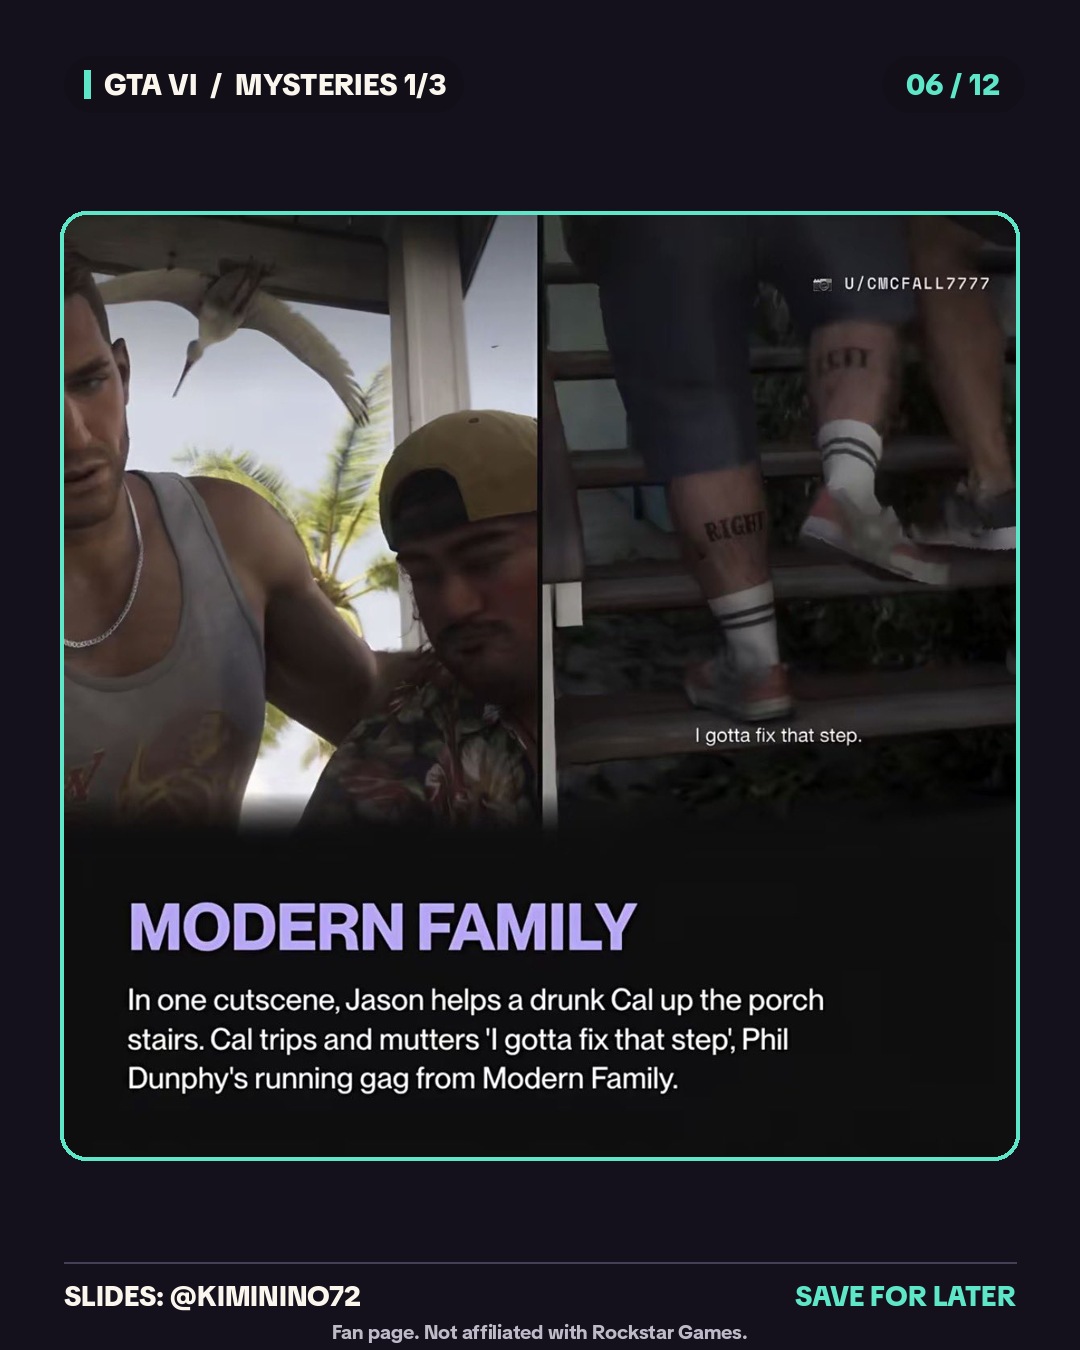 GTA VI / MYSTERIES 1/3
06 / 12
U/CMCFALL7777
RIGHT
I gotta fix that step.
MODERN FAMILY
In one cutscene, Jason helps a drunk Cal up the porch
stairs. Cal trips and mutters 'I gotta fix that step', Phil
Dunphy's running gag from Modern Family.
SLIDES: @KIMININO72
SAVE FOR LATER
Fan page. Not affiliated with Rockstar Games.